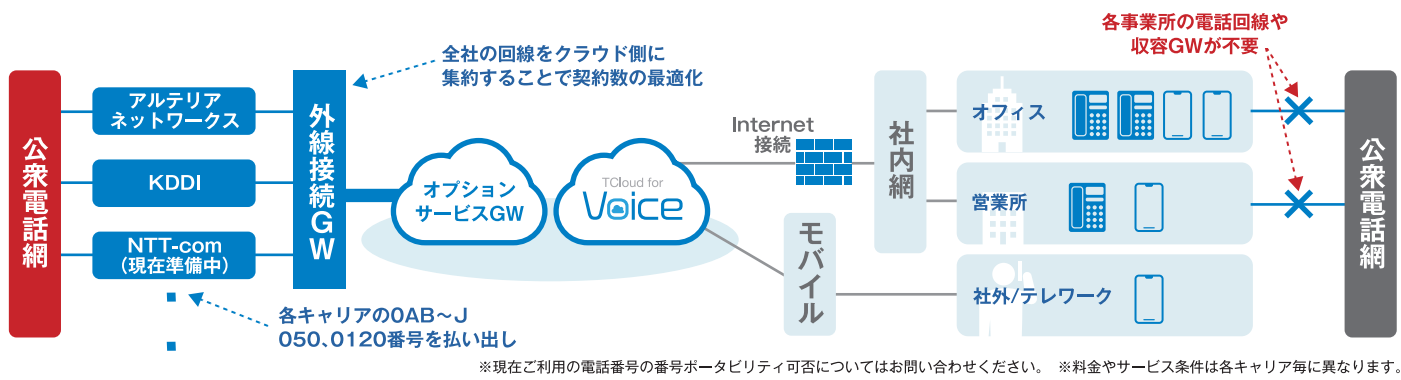 公衆電話網
アルテリア
ネットワークス
KDDI
NTT-com
(現在準備中)
外線接続GW
全社の回線をクラウド側に
集約することで契約数の最適化
各キャリアの0AB～J
050、0120番号を払い出し
オプション
サービスGW
TCloud for
Voice
Internet
接続
モバイル
社内網
オフィス
営業所
社外/テレワーク
各事業所の電話回線や
収容GWが不要
公衆電話網
※現在ご利用の電話番号の番号ポータビリティ可否についてはお問い合わせください。 ※料金やサービス条件は各キャリア毎に異なります。